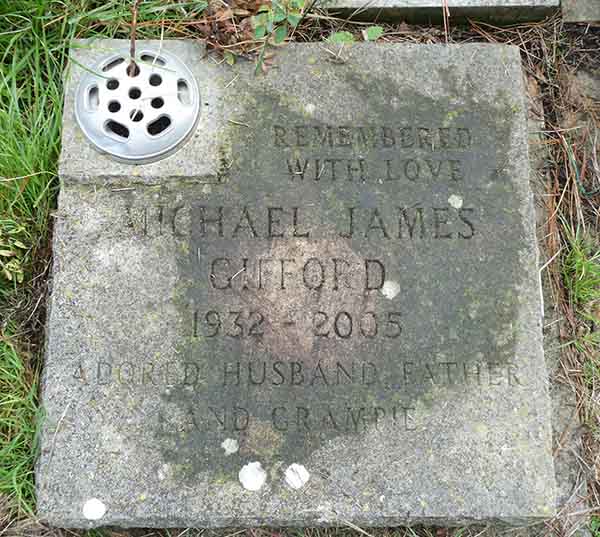 REMEMBERED
WITH LOVE
MICHAEL JAMES
GIFFORD
1932 - 2005
ADORED HUSBAND, FATHER
AND GRAMPIE